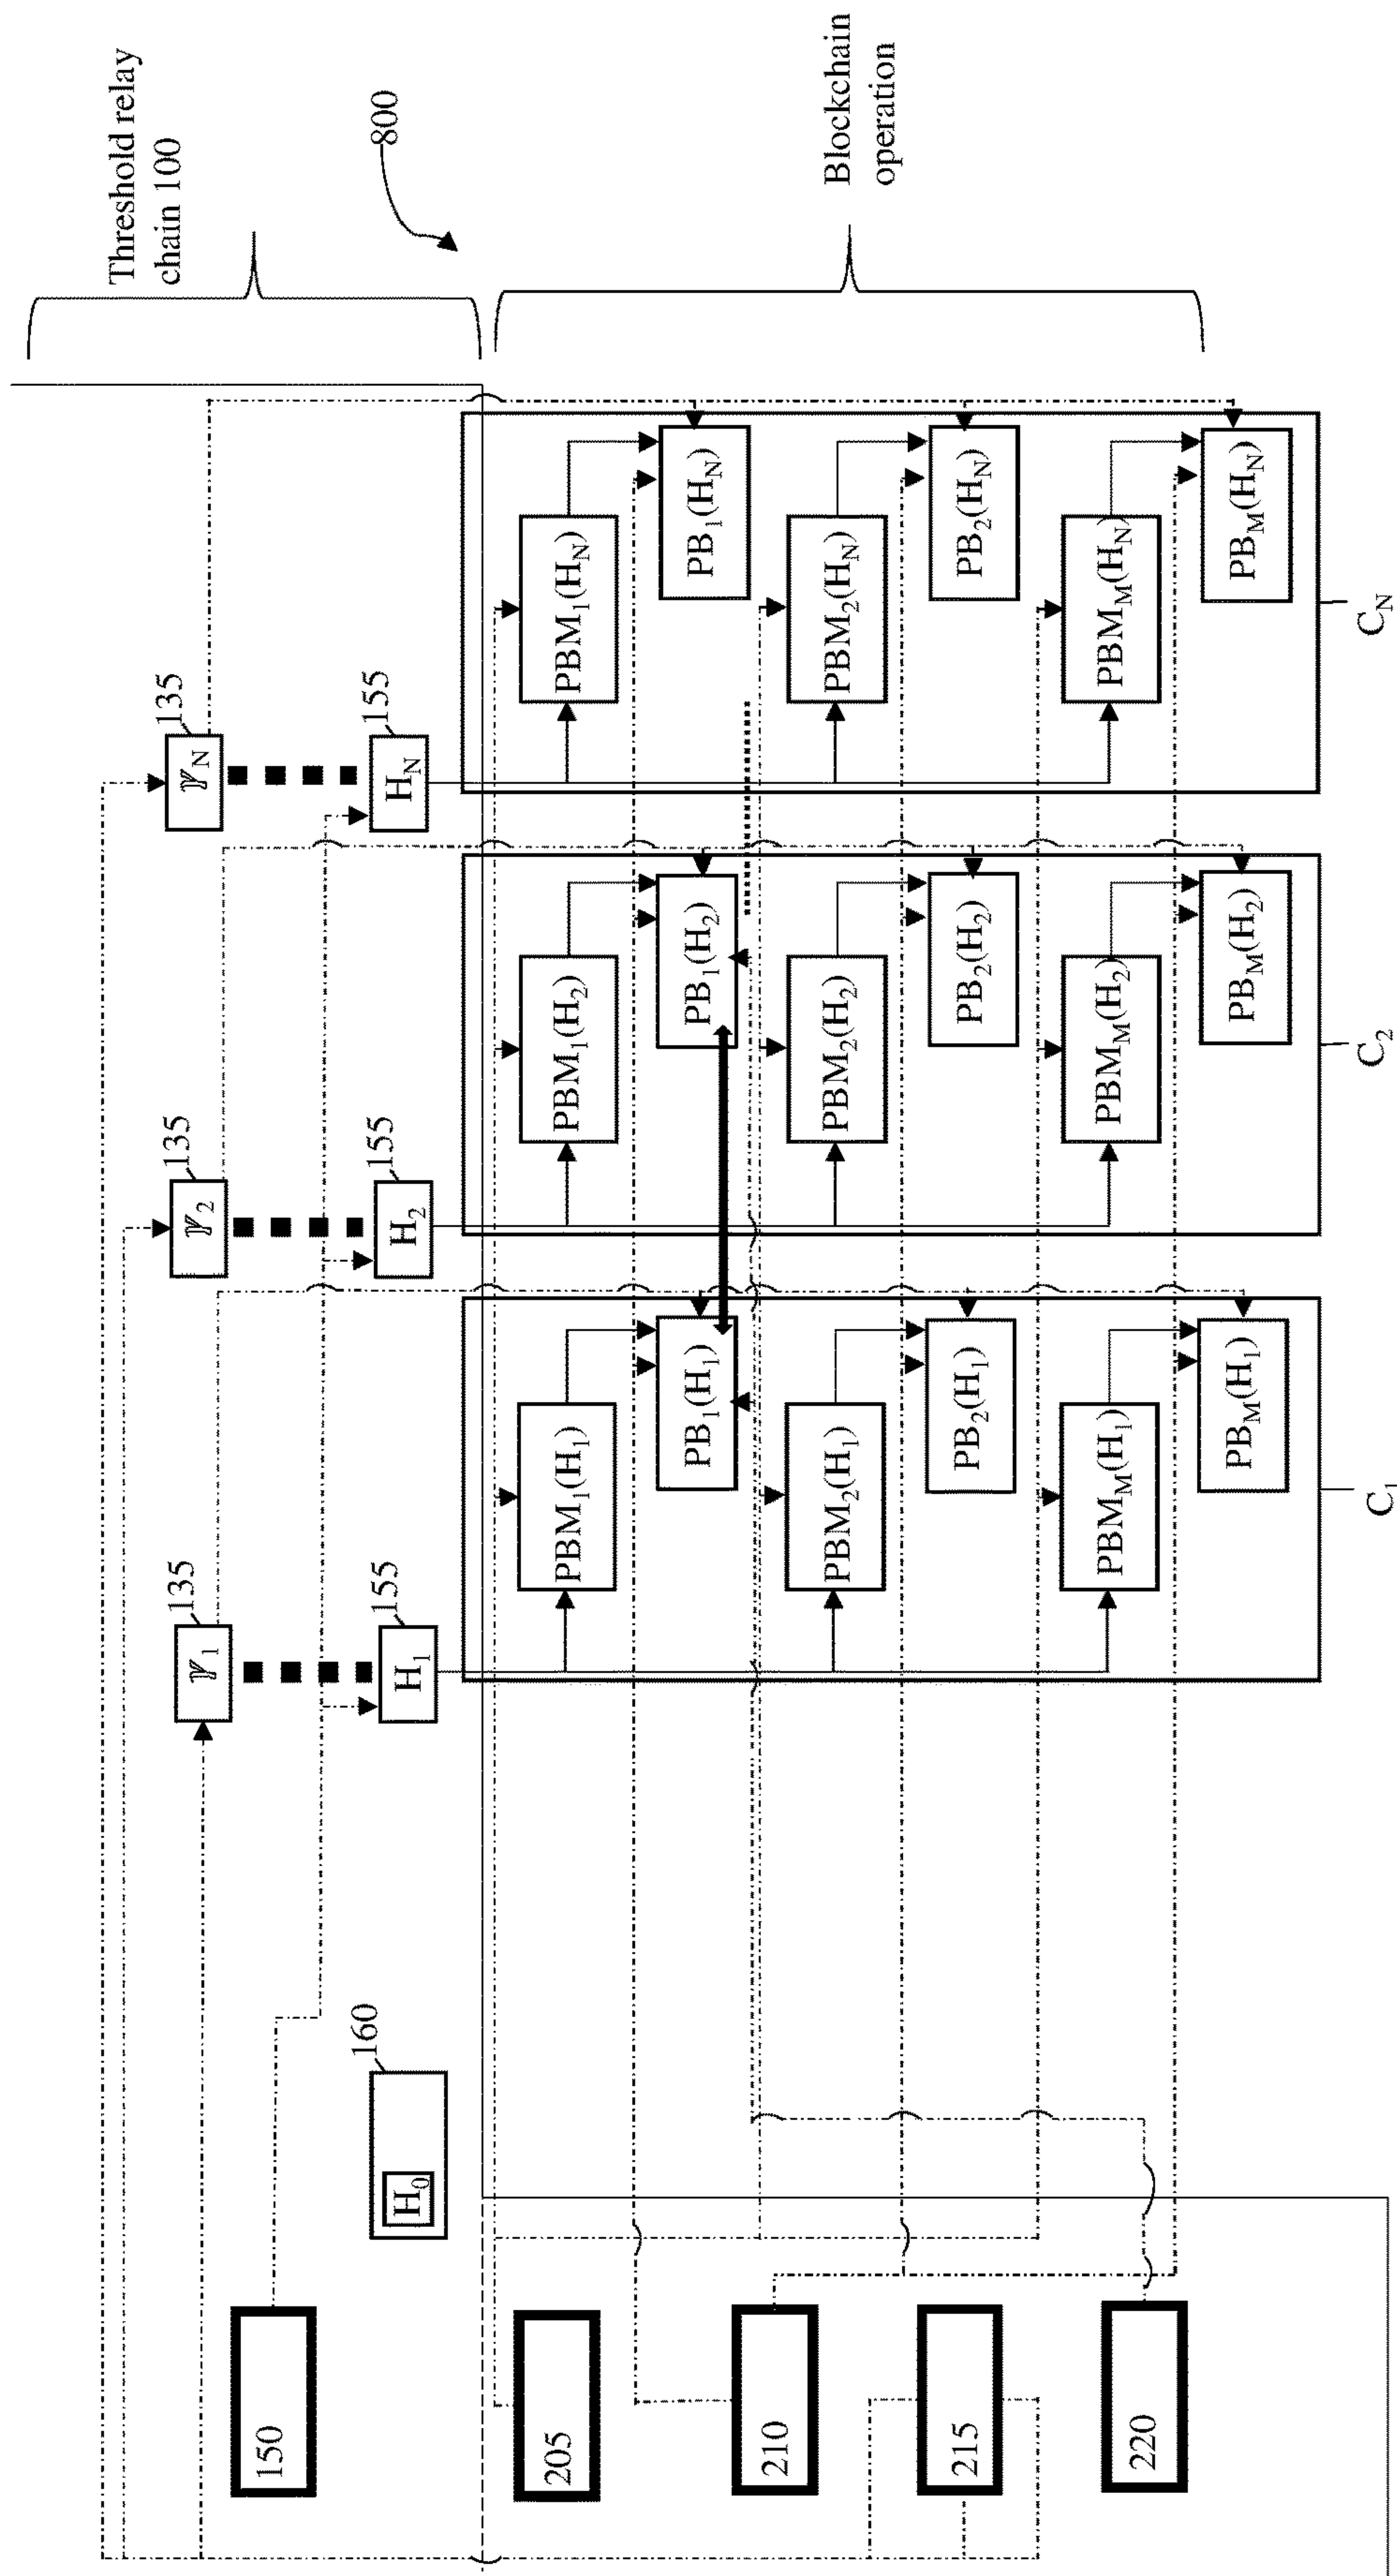 Threshold relay
chain 100
800
Blockchain
operation
150
160
H₀
𝕐₁
135
𝕐₂
135
𝕐N
135
H₁
155
H₂
155
HN
155
205
210
215
220
PBM₁(H₁)
PB₁(H₁)
PBM₂(H₁)
PB₂(H₁)
PBMM(H₁)
PBM(H₁)
C₁
PBM₁(H₂)
PB₁(H₂)
PBM₂(H₂)
PB₂(H₂)
PBMM(H₂)
PBM(H₂)
C₂
PBM₁(HN)
PB₁(HN)
PBM₂(HN)
PB₂(HN)
PBMM(HN)
PBM(HN)
CN